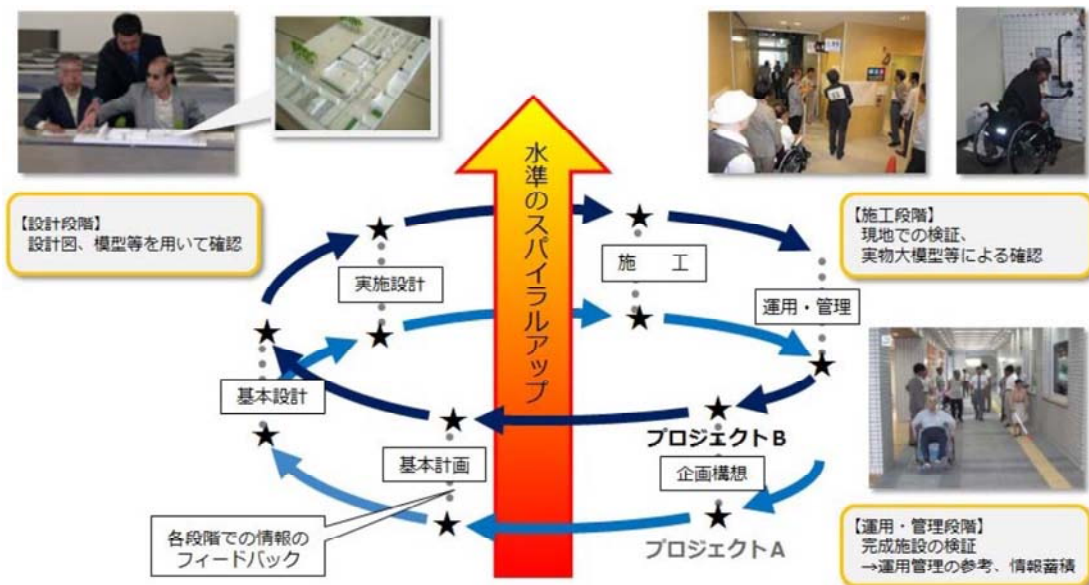 水準のスパイラルアップ
【設計段階】
設計図、模型等を用いて確認
【施工段階】
現地での検証、
実物大模型等による確認
実施設計
施 工
運用・管理
基本設計
プロジェクトB
基本計画
企画構想
各段階での情報の
フィードバック
プロジェクトA
【運用・管理段階】
完成施設の検証
→運用管理の参考、情報蓄積